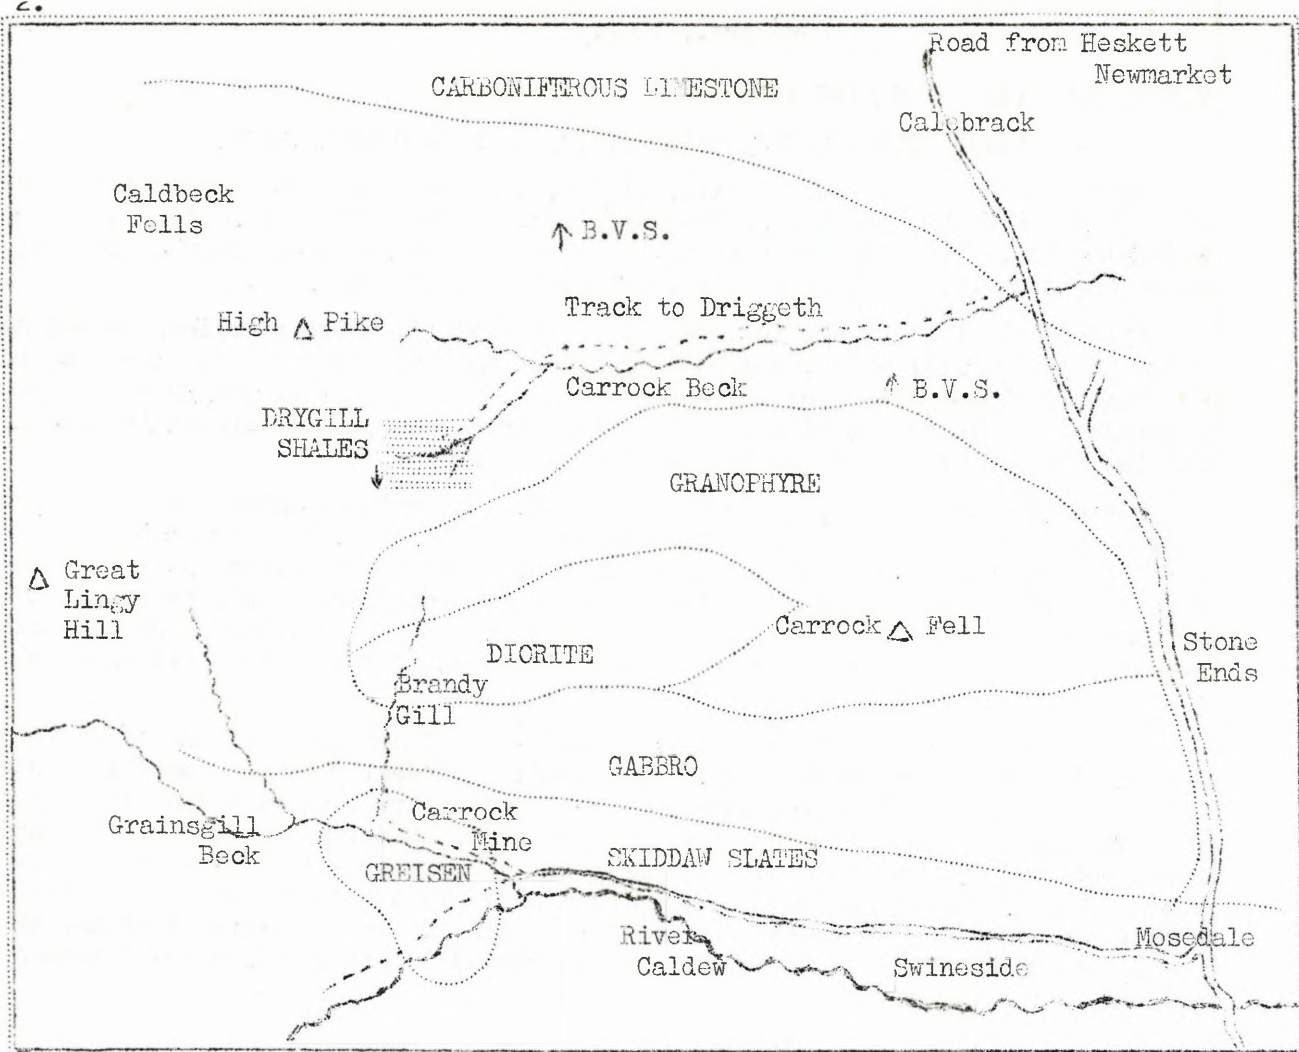 2.
Road from Heskett
Newmarket
CARBONIFEROUS LIMESTONE
Calebrack
Caldbeck
Fells
B.V.S.
Track to Driggeth
High Pike
Carrock Beck
B.V.S.
DRYGILL
SHALES
GRANOPHYRE
Great
Lingy
Hill
Carrock Fell
DIORITE
Stone
Ends
Brandy
Gill
GABBRO
Carrock
Mine
Grainsgill
Beck
SKIDDAW SLATES
GREISEN
River
Caldew
Mosedale
Swineside